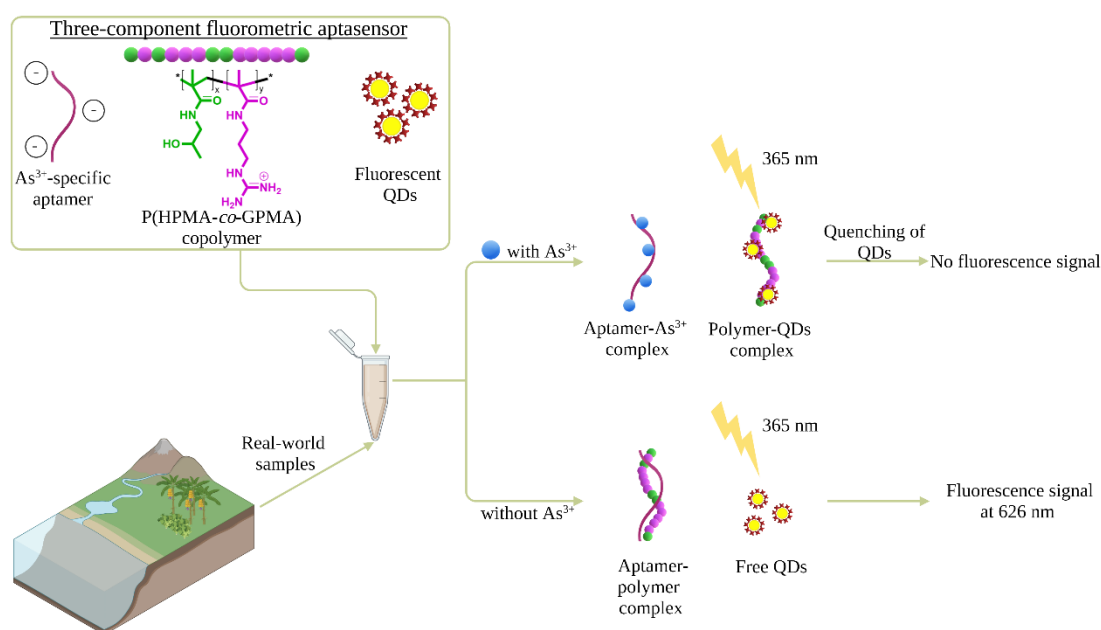 Three-component fluorometric aptasensor
*
[
]
x
[
]
y
*
O
O
HN
HN
HO
HN
⊕
NH₂
H₂N
-
-
-
As³⁺-specific
aptamer
P(HPMA-co-GPMA)
copolymer
Fluorescent
QDs
365 nm
with As³⁺
Aptamer-As³⁺
complex
Polymer-QDs
complex
Quenching of
QDs
No fluorescence signal
Real-world
samples
without As³⁺
365 nm
Aptamer-
polymer
complex
Free QDs
Fluorescence signal
at 626 nm